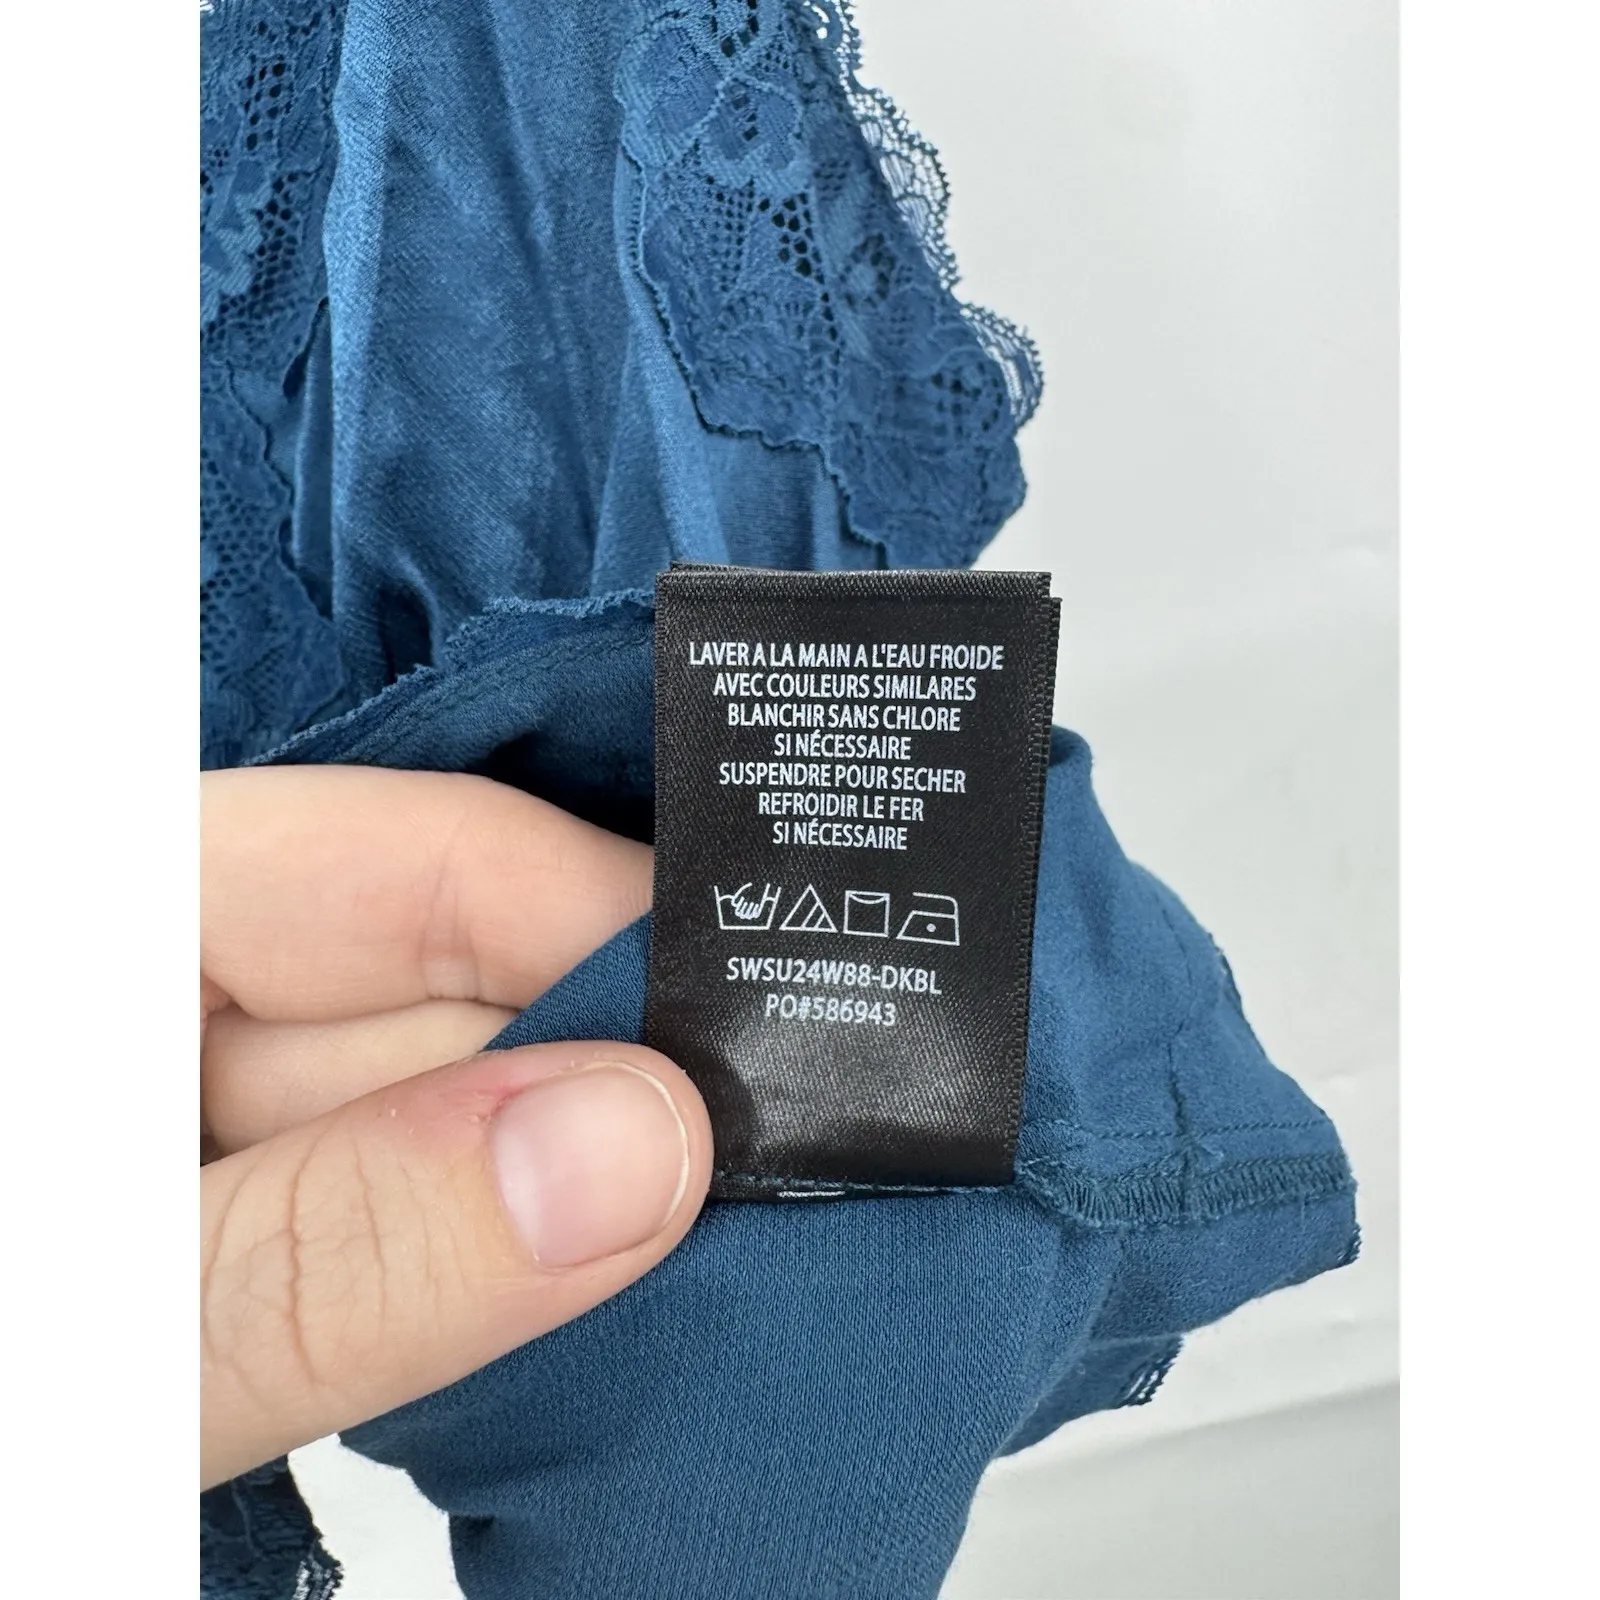 LAVER A LA MAIN A L'EAU FROIDE
AVEC COULEURS SIMILARES
BLANCHIR SANS CHLORE
SI NÉCESSAIRE
SUSPENDRE POUR SECHER
REFROIDIR LE FER
SI NÉCESSAIRE
SWSU24W88-DKBL
PO#586943